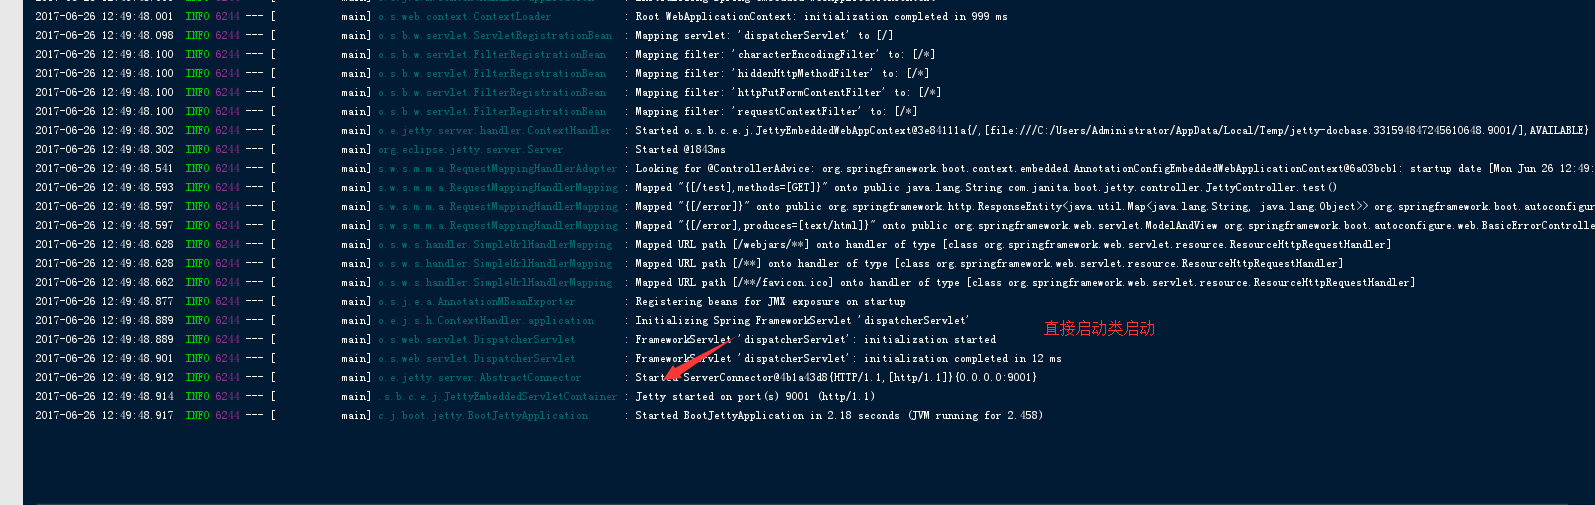 2017-06-26 12:49:48.001 INFO 6244 --- [ main] o.s.web.context.ContextLoader : Root WebApplicationContext: initialization completed in 999 ms
2017-06-26 12:49:48.098 INFO 6244 --- [ main] o.s.b.w.servlet.ServletRegistrationBean : Mapping servlet: 'dispatcherServlet' to [/]
2017-06-26 12:49:48.100 INFO 6244 --- [ main] o.s.b.w.servlet.FilterRegistrationBean : Mapping filter: 'characterEncodingFilter' to: [/*]
2017-06-26 12:49:48.100 INFO 6244 --- [ main] o.s.b.w.servlet.FilterRegistrationBean : Mapping filter: 'hiddenHttpMethodFilter' to: [/*]
2017-06-26 12:49:48.100 INFO 6244 --- [ main] o.s.b.w.servlet.FilterRegistrationBean : Mapping filter: 'httpPutFormContentFilter' to: [/*]
2017-06-26 12:49:48.100 INFO 6244 --- [ main] o.s.b.w.servlet.FilterRegistrationBean : Mapping filter: 'requestContextFilter' to: [/*]
2017-06-26 12:49:48.302 INFO 6244 --- [ main] o.e.jetty.server.handler.ContextHandler : Started o.s.b.c.e.j.JettyEmbeddedWebAppContext@3e84111a{/,[file:///C:/Users/Administrator/AppData/Local/Temp/jetty-docbase.331594847245610648.9001/],AVAILABLE}
2017-06-26 12:49:48.302 INFO 6244 --- [ main] org.eclipse.jetty.server.Server : Started @1843ms
2017-06-26 12:49:48.541 INFO 6244 --- [ main] s.w.s.m.m.a.RequestMappingHandlerAdapter : Looking for @ControllerAdvice: org.springframework.boot.context.embedded.AnnotationConfigEmbeddedWebApplicationContext@6a03bcb1: startup date [Mon Jun 26 12:49:
2017-06-26 12:49:48.593 INFO 6244 --- [ main] s.w.s.m.m.a.RequestMappingHandlerMapping : Mapped "{[/test],methods=[GET]}" onto public java.lang.String com.janita.boot.jetty.controller.JettyController.test()
2017-06-26 12:49:48.597 INFO 6244 --- [ main] s.w.s.m.m.a.RequestMappingHandlerMapping : Mapped "{[/error]}" onto public org.springframework.http.ResponseEntity<java.util.Map<java.lang.String, java.lang.Object>> org.springframework.boot.autoconfigure
2017-06-26 12:49:48.597 INFO 6244 --- [ main] s.w.s.m.m.a.RequestMappingHandlerMapping : Mapped "{[/error],produces=[text/html]}" onto public org.springframework.web.servlet.ModelAndView org.springframework.boot.autoconfigure.web.BasicErrorControlle
2017-06-26 12:49:48.628 INFO 6244 --- [ main] o.s.w.s.handler.SimpleUrlHandlerMapping : Mapped URL path [/webjars/**] onto handler of type [class org.springframework.web.servlet.resource.ResourceHttpRequestHandler]
2017-06-26 12:49:48.628 INFO 6244 --- [ main] o.s.w.s.handler.SimpleUrlHandlerMapping : Mapped URL path [/**] onto handler of type [class org.springframework.web.servlet.resource.ResourceHttpRequestHandler]
2017-06-26 12:49:48.662 INFO 6244 --- [ main] o.s.w.s.handler.SimpleUrlHandlerMapping : Mapped URL path [/**/favicon.ico] onto handler of type [class org.springframework.web.servlet.resource.ResourceHttpRequestHandler]
2017-06-26 12:49:48.877 INFO 6244 --- [ main] o.s.j.e.a.AnnotationMBeanExporter : Registering beans for JMX exposure on startup
2017-06-26 12:49:48.889 INFO 6244 --- [ main] o.e.j.s.h.ContextHandler.application : Initializing Spring FrameworkServlet 'dispatcherServlet'
直接启动类启动
2017-06-26 12:49:48.889 INFO 6244 --- [ main] o.s.web.servlet.DispatcherServlet : FrameworkServlet 'dispatcherServlet': initialization started
2017-06-26 12:49:48.901 INFO 6244 --- [ main] o.s.web.servlet.DispatcherServlet : FrameworkServlet 'dispatcherServlet': initialization completed in 12 ms
2017-06-26 12:49:48.912 INFO 6244 --- [ main] o.e.jetty.server.AbstractConnector : Started ServerConnector@4b1a43d8{HTTP/1.1,[http/1.1]}{0.0.0.0:9001}
2017-06-26 12:49:48.914 INFO 6244 --- [ main] .s.b.c.e.j.JettyEmbeddedServletContainer : Jetty started on port(s) 9001 (http/1.1)
2017-06-26 12:49:48.917 INFO 6244 --- [ main] c.j.boot.jetty.BootJettyApplication : Started BootJettyApplication in 2.18 seconds (JVM running for 2.458)